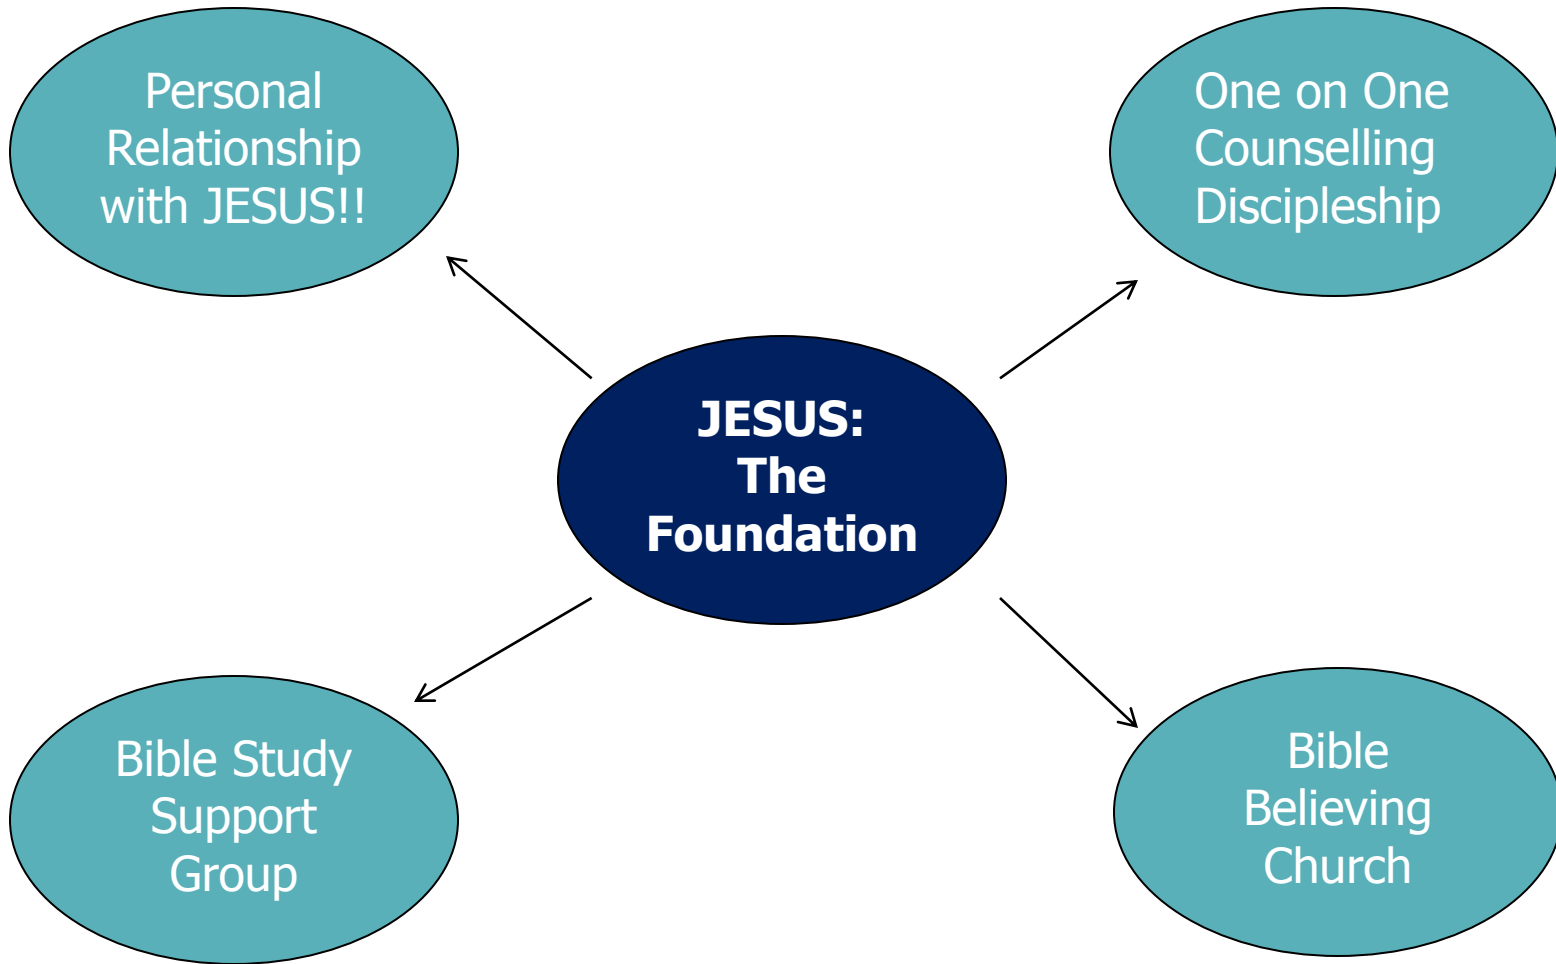 Personal
Relationship
with JESUS!!
One on One
Counselling
Discipleship
JESUS:
The
Foundation
Bible Study
Support
Group
Bible
Believing
Church